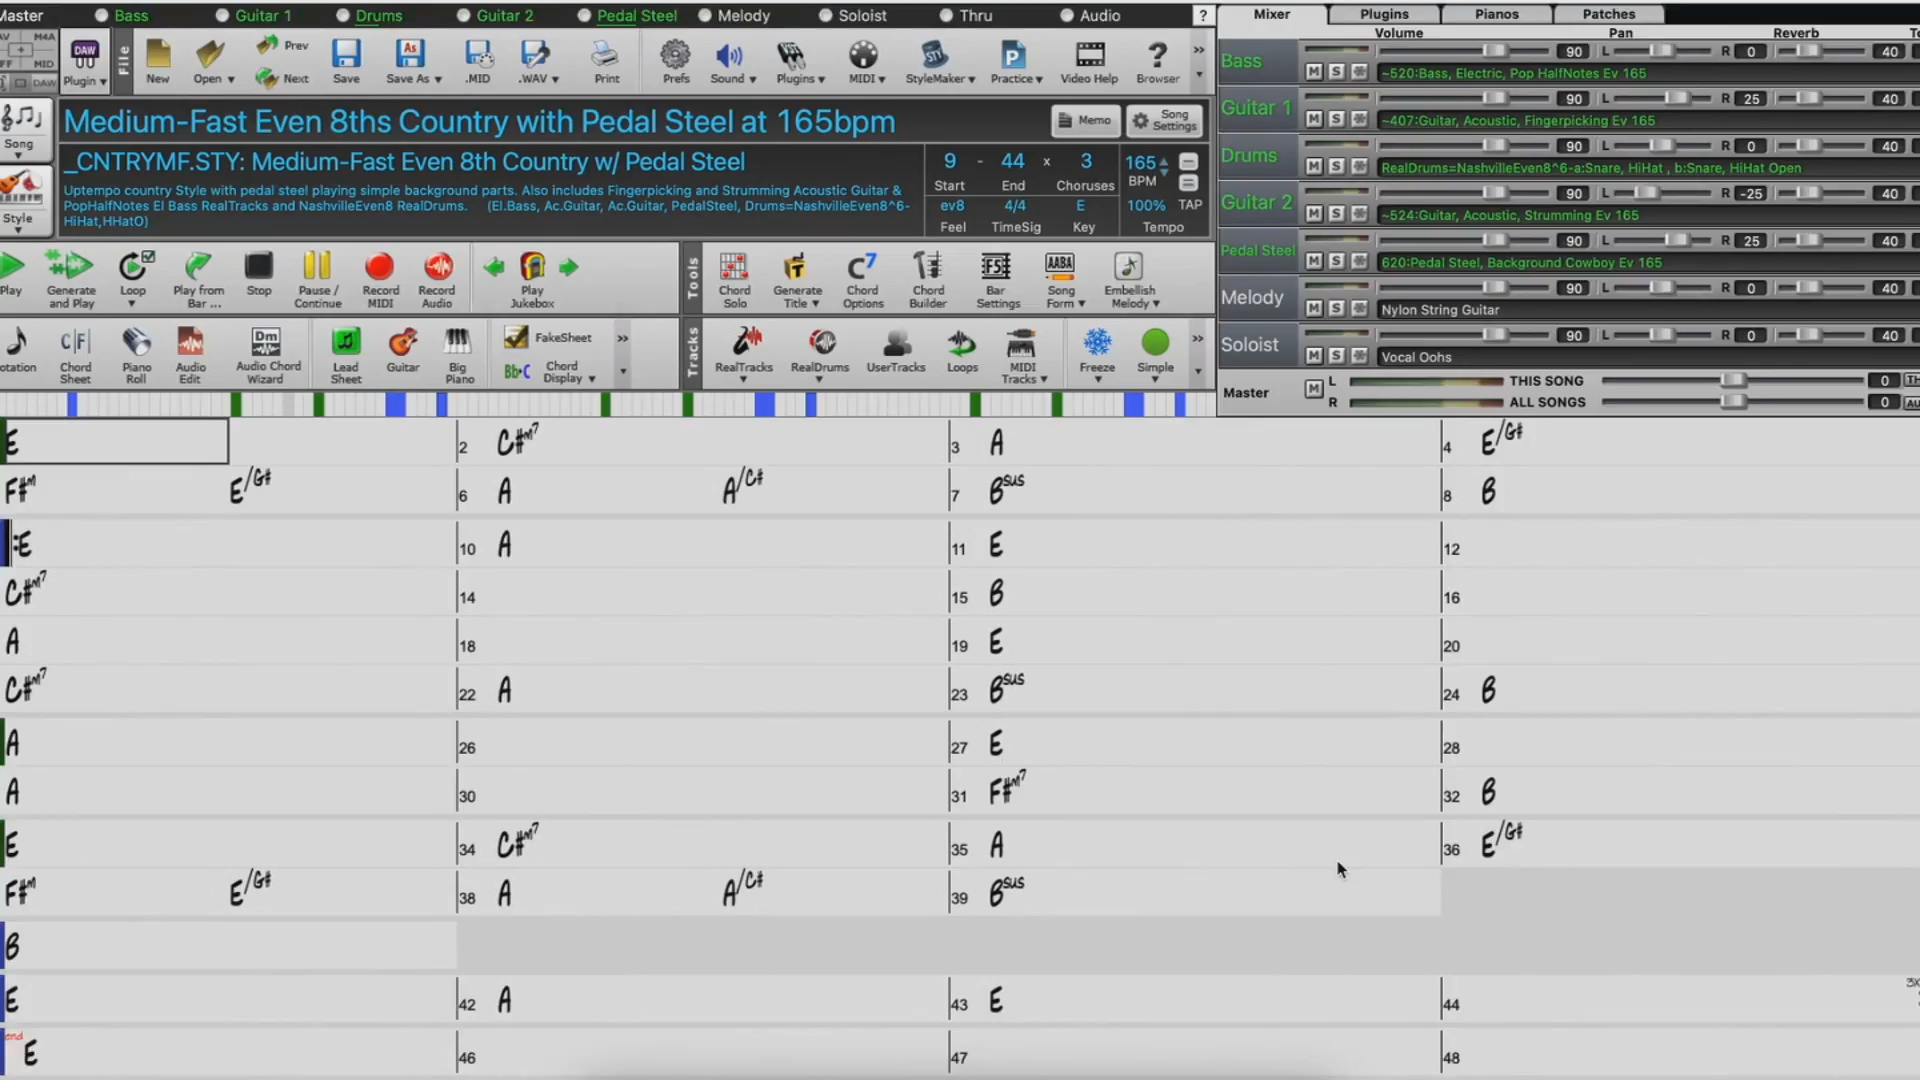 Master Bass Guitar 1 Drums Guitar 2 Pedal Steel Melody Soloist Thru Audio ?
Mixer Plugins Pianos Patches
Volume Pan Reverb
AV M4A
FF MID
DAW
DAW
Plugin
File
New Open Prev Next Save As Save As .MID .WAV Print Prefs Sound Plugins MIDI StyleMaker Practice Video Help Browser
Medium-Fast Even 8ths Country with Pedal Steel at 165bpm
Memo
Song Settings
Song
Style
_CNTRYMF.STY: Medium-Fast Even 8th Country w/ Pedal Steel
Uptempo country Style with pedal steel playing simple background parts. Also includes Fingerpicking and Strumming Acoustic Guitar &
PopHalfNotes El Bass RealTracks and NashvilleEven8 RealDrums. (El.Bass, Ac.Guitar, Ac.Guitar, PedalSteel, Drums=NashvilleEven8^6-
HiHat,HHatO)
9 - 44 x 3 165
Start End Choruses BPM
ev8 4/4 E 100% TAP
Feel TimeSig Key Tempo
Bass 90 L R 0 40
M S
~520:Bass, Electric, Pop HalfNotes Ev 165
Guitar 1 90 L R 25 40
M S
~407:Guitar, Acoustic, Fingerpicking Ev 165
Drums 90 L R 0 40
M S
RealDrums=NashvilleEven8^6-a:Snare, HiHat , b:Snare, HiHat Open
Guitar 2 90 L R -25 40
M S
~524:Guitar, Acoustic, Strumming Ev 165
Pedal Steel 90 L R 25 40
M S
620:Pedal Steel, Background Cowboy Ev 165
Melody 90 L R 0 40
M S
Nylon String Guitar
Soloist 90 L R 0 40
M S
Vocal Oohs
Master M L THIS SONG 0
R ALL SONGS 0
Play
Generate and Play
Loop
Play from Bar ...
Stop
Pause / Continue
Record MIDI
Record Audio
Play Jukebox
Tools
Chord Solo
Generate Title
C7
Chord Options
Chord Builder
Bar Settings
AABA
Song Form
Embellish Melody
otation
C|F|
Chord Sheet
Piano Roll
Audio Edit
Dm
Audio Chord Wizard
Lead Sheet
Guitar
Big Piano
FakeSheet
Bb•C
Chord Display
Tracks
RealTracks
RealDrums
UserTracks
Loops
MIDI Tracks
Freeze
Simple
E 2 C#m7 3 A 4 E/G#
F#m E/G# 6 A A/C# 7 Bsus 8 B
:E 10 A 11 E 12
C#m7 14 15 B 16
A 18 19 E 20
C#m7 22 A 23 Bsus 24 B
A 26 27 E 28
A 30 31 F#m7 32 B
E 34 C#m7 35 A 36 E/G#
F#m E/G# 38 A A/C# 39 Bsus
B
E 42 A 43 E 44 3X
end
E 46 47 48